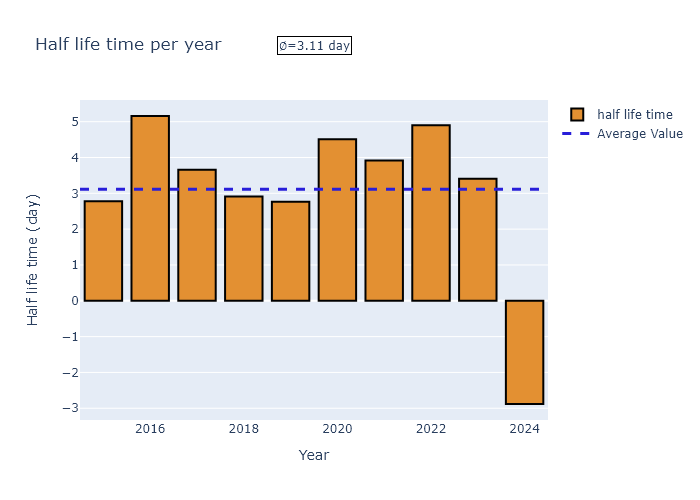 Half life time per year
∅=3.11 day
half life time
Average Value
Half life time (day)
5
4
3
2
1
0
−1
−2
−3
2016 2018 2020 2022 2024
Year